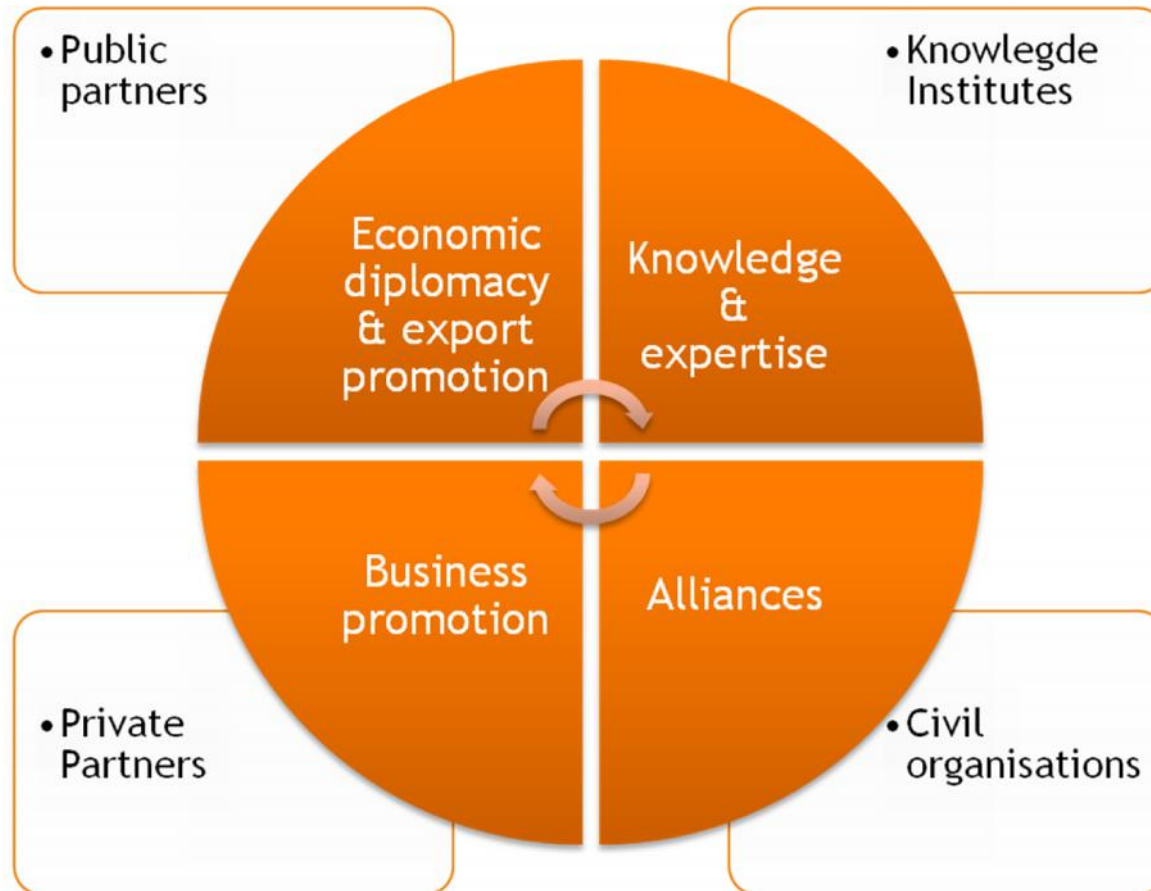 • Public
partners
• Knowlegde
Institutes
Economic
diplomacy
& export
promotion
Knowledge
&
expertise
Business
promotion
Alliances
• Private
Partners
• Civil
organisations